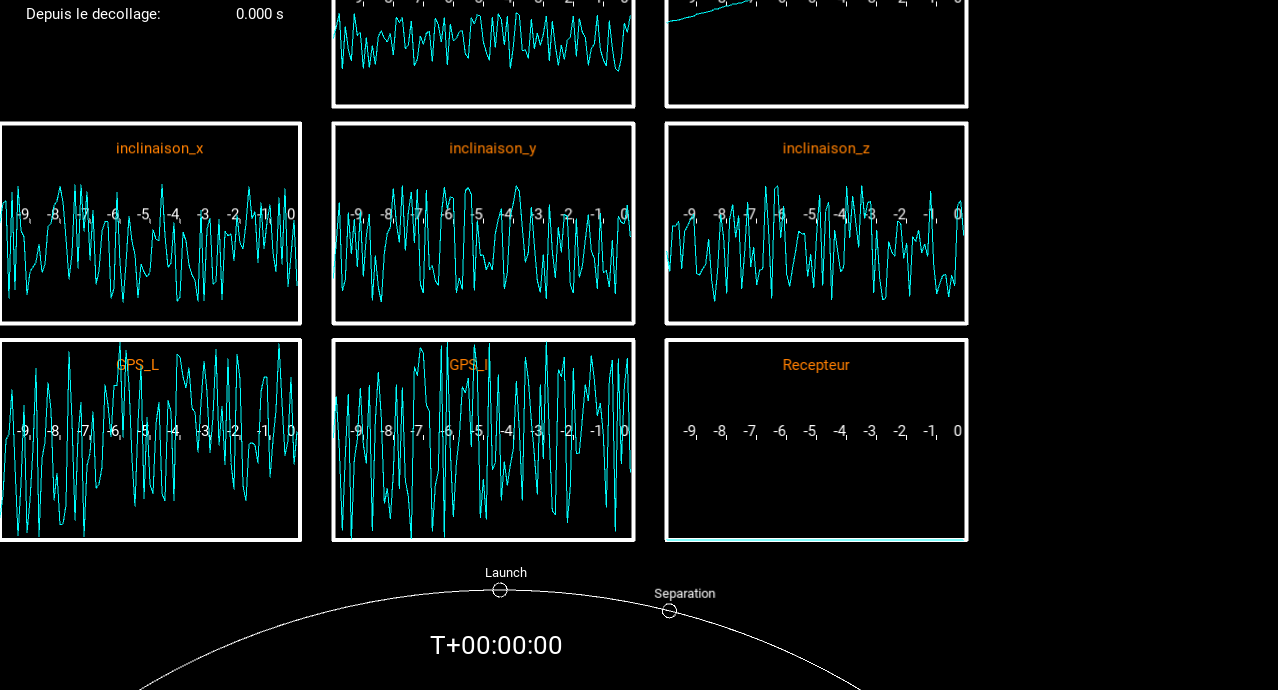 Depuis le decollage: 0.000 s
inclinaison_x
-9 -8 -7 -6 -5 -4 -3 -2 -1 0
inclinaison_y
-9 -8 -7 -6 -5 -4 -3 -2 -1 0
inclinaison_z
-9 -8 -7 -6 -5 -4 -3 -2 -1 0
GPS_L
-9 -8 -7 -6 -5 -4 -3 -2 -1 0
GPS_l
-9 -8 -7 -6 -5 -4 -3 -2 -1 0
Recepteur
-9 -8 -7 -6 -5 -4 -3 -2 -1 0
Launch
Separation
T+00:00:00